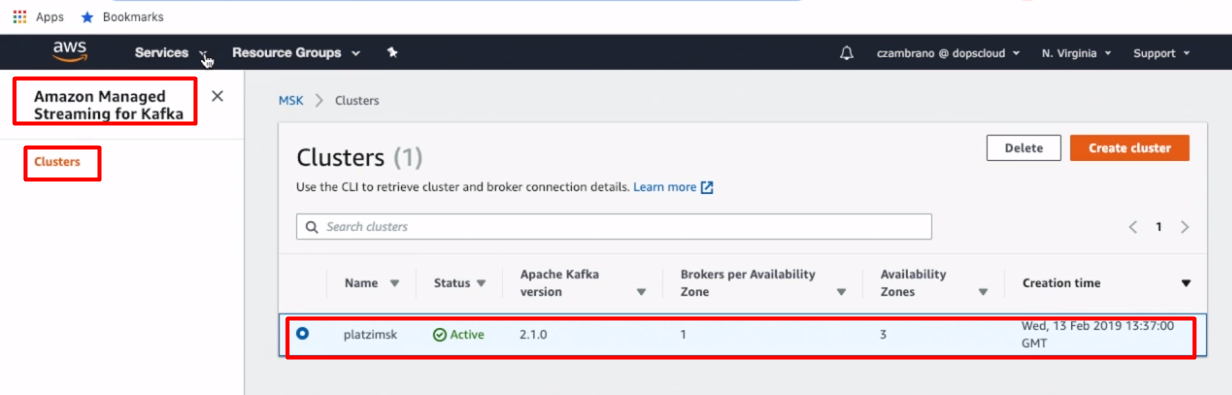 Apps Bookmarks
aws Services Resource Groups czambrano @ dopscloud N. Virginia Support
Amazon Managed
Streaming for Kafka
Clusters
MSK > Clusters
Clusters (1)
Delete Create cluster
Use the CLI to retrieve cluster and broker connection details. Learn more
Search clusters
< 1 >
Name
Status
Apache Kafka
version
Brokers per Availability
Zone
Availability
Zones
Creation time
platzimsk Active 2.1.0 1 3 Wed, 13 Feb 2019 13:37:00
GMT